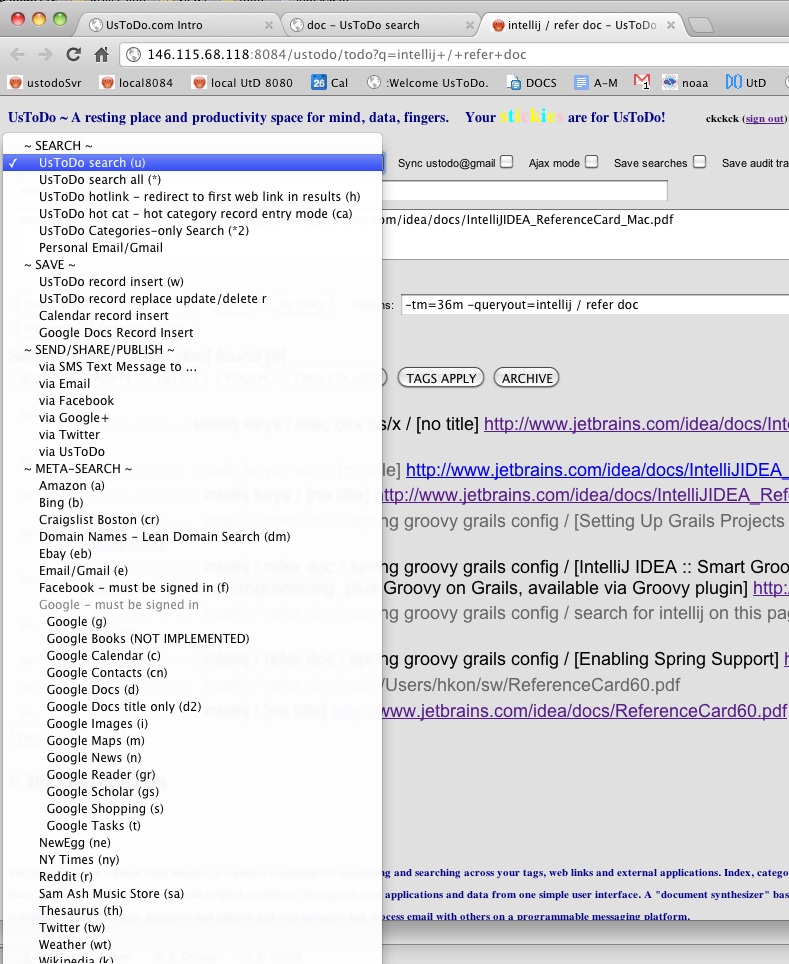 UsToDo.com Intro
doc – UsToDo search
intellij / refer doc – UsToDo
146.115.68.118:8084/ustodo/todo?q=intellij+/+refer+doc
ustodoSvr
local8084
local UtD 8080
26 Cal
:Welcome UsToDo.
DOCS
A-M
1
noaa
UtD
UsToDo ~ A resting place and productivity space for mind, data, fingers. Your stickies are for UsToDo!
ckckck (sign out)
~ SEARCH ~
✓ UsToDo search (u)
Sync ustodo@gmail
Ajax mode
Save searches
Save audit tra
UsToDo search all (*)
UsToDo hotlink – redirect to first web link in results (h)
UsToDo hot cat – hot category record entry mode (ca)
om/idea/docs/IntelliJIDEA_ReferenceCard_Mac.pdf
UsToDo Categories-only Search (*2)
Personal Email/Gmail
~ SAVE ~
UsToDo record insert (w)
UsToDo record replace update/delete r
–tm=36m –queryout=intellij / refer doc
Calendar record insert
Google Docs Record Insert
~ SEND/SHARE/PUBLISH ~
doc] found [9]
via SMS Text Message to ...
TAGS APPLY
ARCHIVE
via Email
via Facebook
via Google+
intellij keys / mac osx os/x / [no title] http://www.jetbrains.com/idea/docs/Int
via Twitter
via UsToDo
~ META-SEARCH ~
le] http://www.jetbrains.com/idea/docs/IntelliJIDEA_
Amazon (a)
intellij keys / [no title] http://www.jetbrains.com/idea/docs/IntelliJIDEA_Ref
Bing (b)
Craigslist Boston (cr)
ng groovy grails config / [Setting Up Grails Projects
Domain Names – Lean Domain Search (dm)
Ebay (eb)
Email/Gmail (e)
intellij / refer doc / spring groovy grails config / [IntelliJ IDEA :: Smart Groo
Facebook – must be signed in (f)
programming, plus Groovy on Grails, available via Groovy plugin] http:
Google – must be signed in
ng groovy grails config / search for intellij on this pag
Google (g)
Google Books (NOT IMPLEMENTED)
Google Calendar (c)
intellij / refer doc / spring groovy grails config / [Enabling Spring Support] h
Google Contacts (cn)
Google Docs (d)
/Users/hkon/sw/ReferenceCard60.pdf
Google Docs title only (d2)
intellij / [no title] http://www.jetbrains.com/idea/docs/ReferenceCard60.pdf
Google Images (i)
Google Maps (m)
Google News (n)
Google Reader (gr)
Google Scholar (gs)
Google Shopping (s)
Google Tasks (t)
NewEgg (ne)
NY Times (ny)
Reddit (r)
g and searching across your tags, web links and external applications. Index, catego
Sam Ash Music Store (sa)
applications and data from one simple user interface. A "document synthesizer" bas
Thesaurus (th)
ocess email with others on a programmable messaging platform.
Twitter (tw)
Weather (wt)
Wikipedia (k)